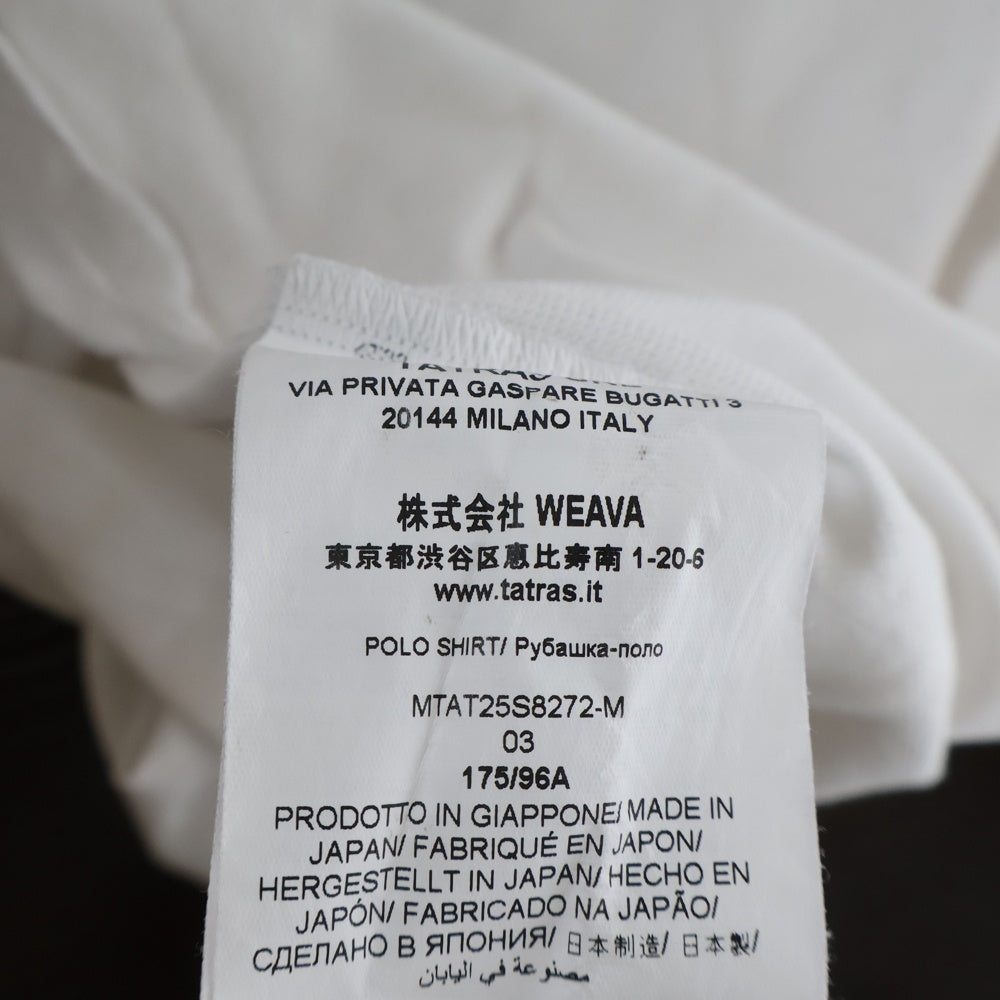 TATRAS
VIA PRIVATA GASPARE BUGATTI 3
20144 MILANO ITALY
株式会社 WEAVA
東京都渋谷区恵比寿南 1-20-6
www.tatras.it
POLO SHIRT/ Рубашка-поло
MTAT25S8272-M
03
175/96A
PRODOTTO IN GIAPPONE/ MADE IN
JAPAN/ FABRIQUÉ EN JAPON/
HERGESTELLT IN JAPAN/ HECHO EN
JAPÓN/ FABRICADO NA JAPÃO/
СДЕЛАНО В ЯПОНИЯ/ 日本制造/ 日本製/
مصنوعة في اليابان